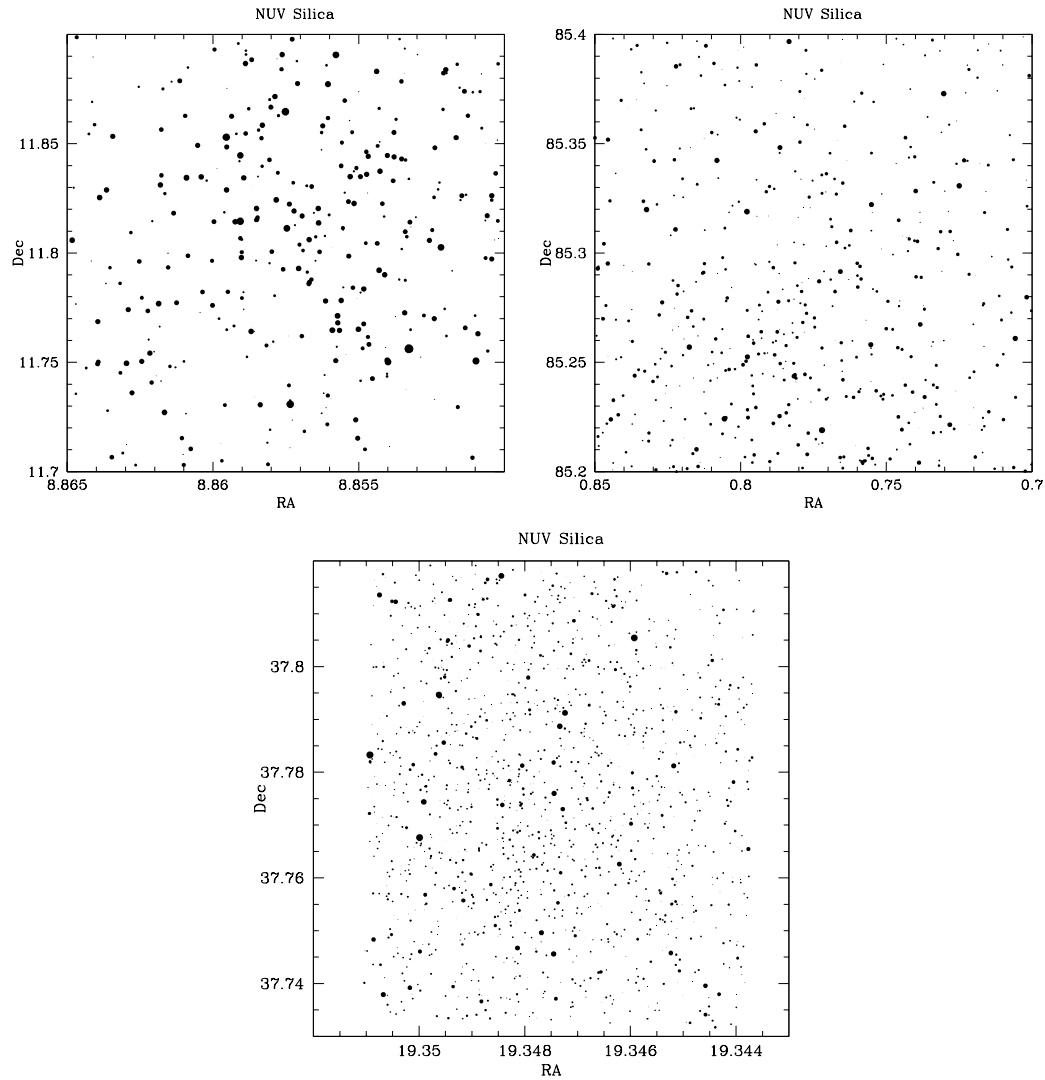 NUV Silica
11.85
11.8
11.75
11.7
Dec
8.865
8.86
8.855
RA
NUV Silica
85.4
85.35
85.3
85.25
85.2
Dec
0.85
0.8
0.75
0.7
RA
NUV Silica
37.8
37.78
37.76
37.74
Dec
19.35
19.348
19.346
19.344
RA